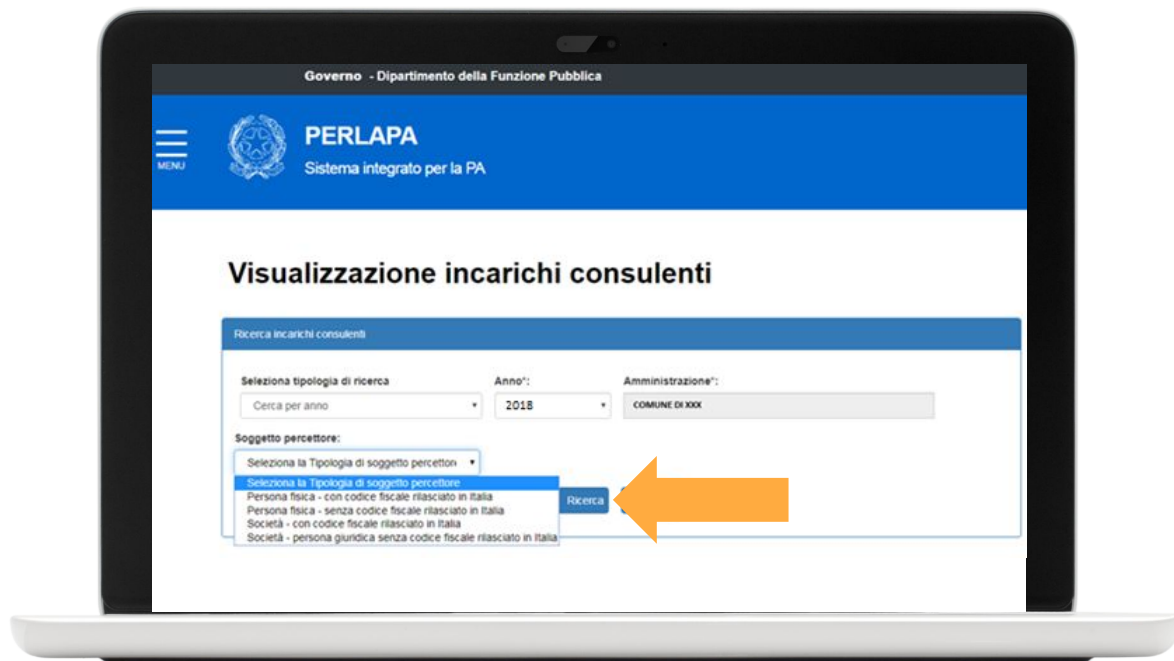 Governo - Dipartimento della Funzione Pubblica
MENU
PERLAPA
Sistema integrato per la PA
Visualizzazione incarichi consulenti
Ricerca incarichi consulenti
Seleziona tipologia di ricerca Anno*: Amministrazione*:
Cerca per anno 2018 COMUNE DI XXX
Soggetto percettore:
Seleziona la Tipologia di soggetto percettor
Seleziona la Tipologia di soggetto percettore
Persona fisica - con codice fiscale rilasciato in Italia
Persona fisica - senza codice fiscale rilasciato in Italia
Società - con codice fiscale rilasciato in Italia
Società - persona giuridica senza codice fiscale rilasciato in Italia
Ricerca